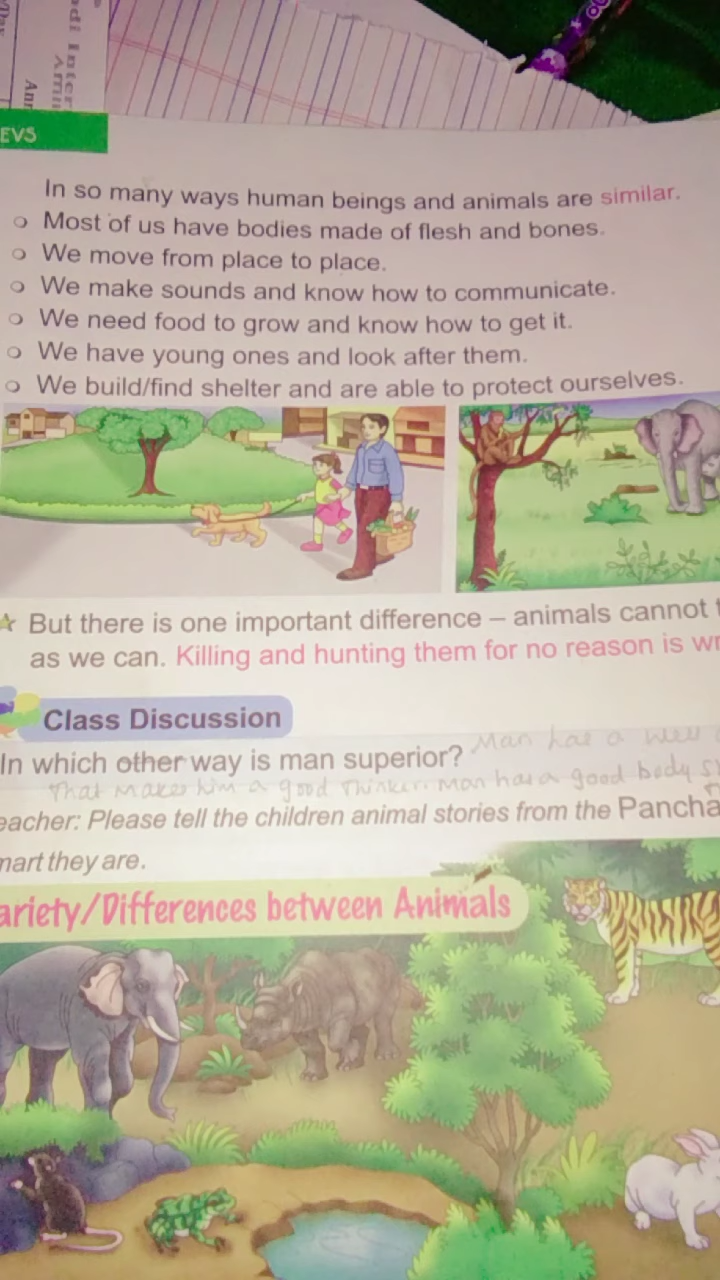 EVS
In so many ways human beings and animals are similar.
Most of us have bodies made of flesh and bones.
We move from place to place.
We make sounds and know how to communicate.
We need food to grow and know how to get it.
We have young ones and look after them.
We build/find shelter and are able to protect ourselves.
But there is one important difference – animals cannot
as we can. Killing and hunting them for no reason is
Class Discussion
In which other way is man superior? Man has a
That makes him a good Thinker. Man has a good body
eacher: Please tell the children animal stories from the Pancha
mart they are.
ariety/Differences between Animals